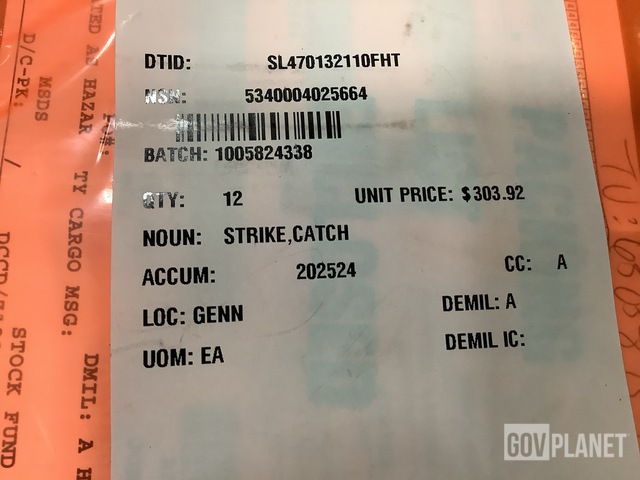 DTID: SL470132110FHT
NSN: 5340004025664
BATCH: 1005824338
QTY: 12 UNIT PRICE: $303.92
NOUN: STRIKE,CATCH
ACCUM: 202524 CC: A
LOC: GENN DEMIL: A
UOM: EA DEMIL IC:
D/C-PK:
MSDS
HAZAR
TY CARGO MSG:
DMIL: A
STOCK FUND
GOVPLANET